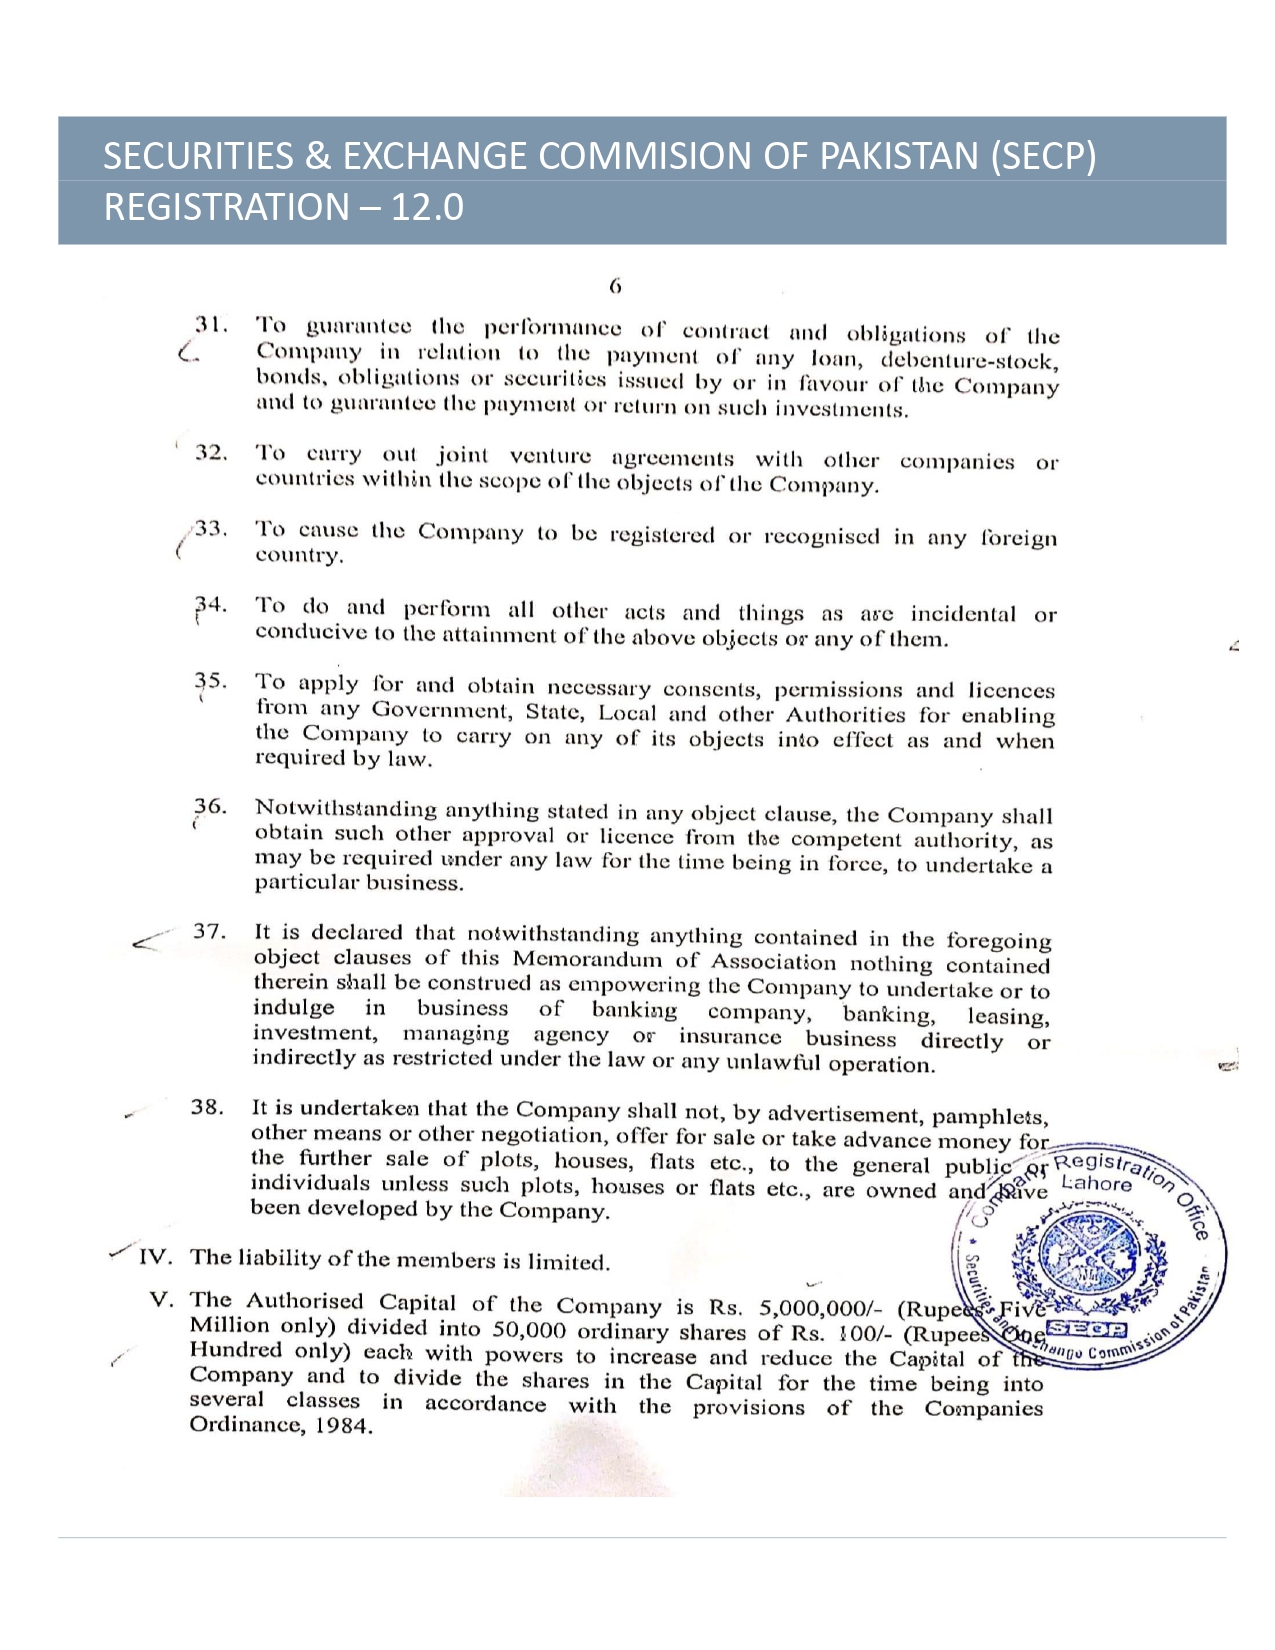 SECURITIES & EXCHANGE COMMISION OF PAKISTAN (SECP)
REGISTRATION – 12.0
6
31. To guarantee the performance of contract and obligations of the
Company in relation to the payment of any loan, debenture-stock,
bonds, obligations or securities issued by or in favour of the Company
and to guarantee the payment or return on such investments.
32. To carry out joint venture agreements with other companies or
countries within the scope of the objects of the Company.
33. To cause the Company to be registered or recognised in any foreign
country.
34. To do and perform all other acts and things as are incidental or
conducive to the attainment of the above objects or any of them.
35. To apply for and obtain necessary consents, permissions and licences
from any Government, State, Local and other Authorities for enabling
the Company to carry on any of its objects into effect as and when
required by law.
36. Notwithstanding anything stated in any object clause, the Company shall
obtain such other approval or licence from the competent authority, as
may be required under any law for the time being in force, to undertake a
particular business.
37. It is declared that notwithstanding anything contained in the foregoing
object clauses of this Memorandum of Association nothing contained
therein shall be construed as empowering the Company to undertake or to
indulge in business of banking company, banking, leasing,
investment, managing agency or insurance business directly or
indirectly as restricted under the law or any unlawful operation.
38. It is undertaken that the Company shall not, by advertisement, pamphlets,
other means or other negotiation, offer for sale or take advance money for
the further sale of plots, houses, flats etc., to the general public or
individuals unless such plots, houses or flats etc., are owned and have
been developed by the Company.
IV. The liability of the members is limited.
V. The Authorised Capital of the Company is Rs. 5,000,000/- (Rupees Five
Million only) divided into 50,000 ordinary shares of Rs. 100/- (Rupees One
Hundred only) each with powers to increase and reduce the Capital of the
Company and to divide the shares in the Capital for the time being into
several classes in accordance with the provisions of the Companies
Ordinance, 1984.
Company Registration Office
Lahore
SECP
Securities and Exchange Commission of Pakistan